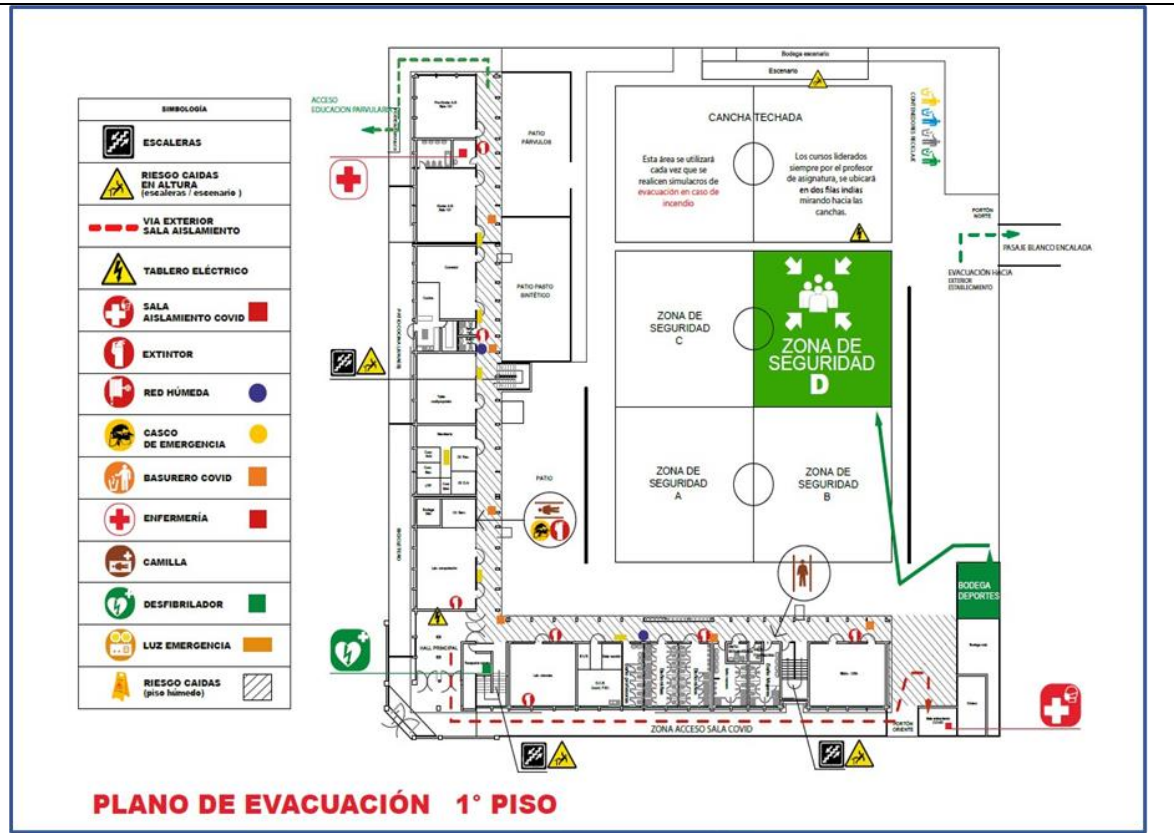 SIMBOLOGÍA
ESCALERAS
RIESGO CAIDAS
EN ALTURA
(escaleras / escenario )
VIA EXTERIOR
SALA AISLAMIENTO
TABLERO ELÉCTRICO
SALA
AISLAMIENTO COVID
EXTINTOR
RED HÚMEDA
CASCO
DE EMERGENCIA
BASURERO COVID
ENFERMERÍA
CAMILLA
DESFIBRILADOR
LUZ EMERGENCIA
RIESGO CAIDAS
(piso húmedo)
ACCESO
EDUCACION PARVULARIA
PATIO
PÁRVULOS
PATIO PASTO
SINTÉTICO
PATIO
Bodega escenario
Escenario
CANCHA TECHADA
Esta área se utilizará
cada vez que se
realicen simulacros de
evacuación en caso de
incendio
Los cursos liderados
siempre por el profesor
de asignatura, se ubicará
en dos filas indias
mirando hacia las
canchas.
CONTENEDORES RECICLAJE
PORTÓN
NORTE
PASAJE BLANCO ENCALADA
EVACUACIÓN HACIA
EXTERIOR
ESTABLECIMIENTO
ZONA DE
SEGURIDAD
C
ZONA DE
SEGURIDAD
D
ZONA DE
SEGURIDAD
A
ZONA DE
SEGURIDAD
B
BODEGA
DEPORTES
HALL PRINCIPAL
ZONA ACCESO SALA COVID
PORTÓN
ORIENTE
PLANO DE EVACUACIÓN 1° PISO